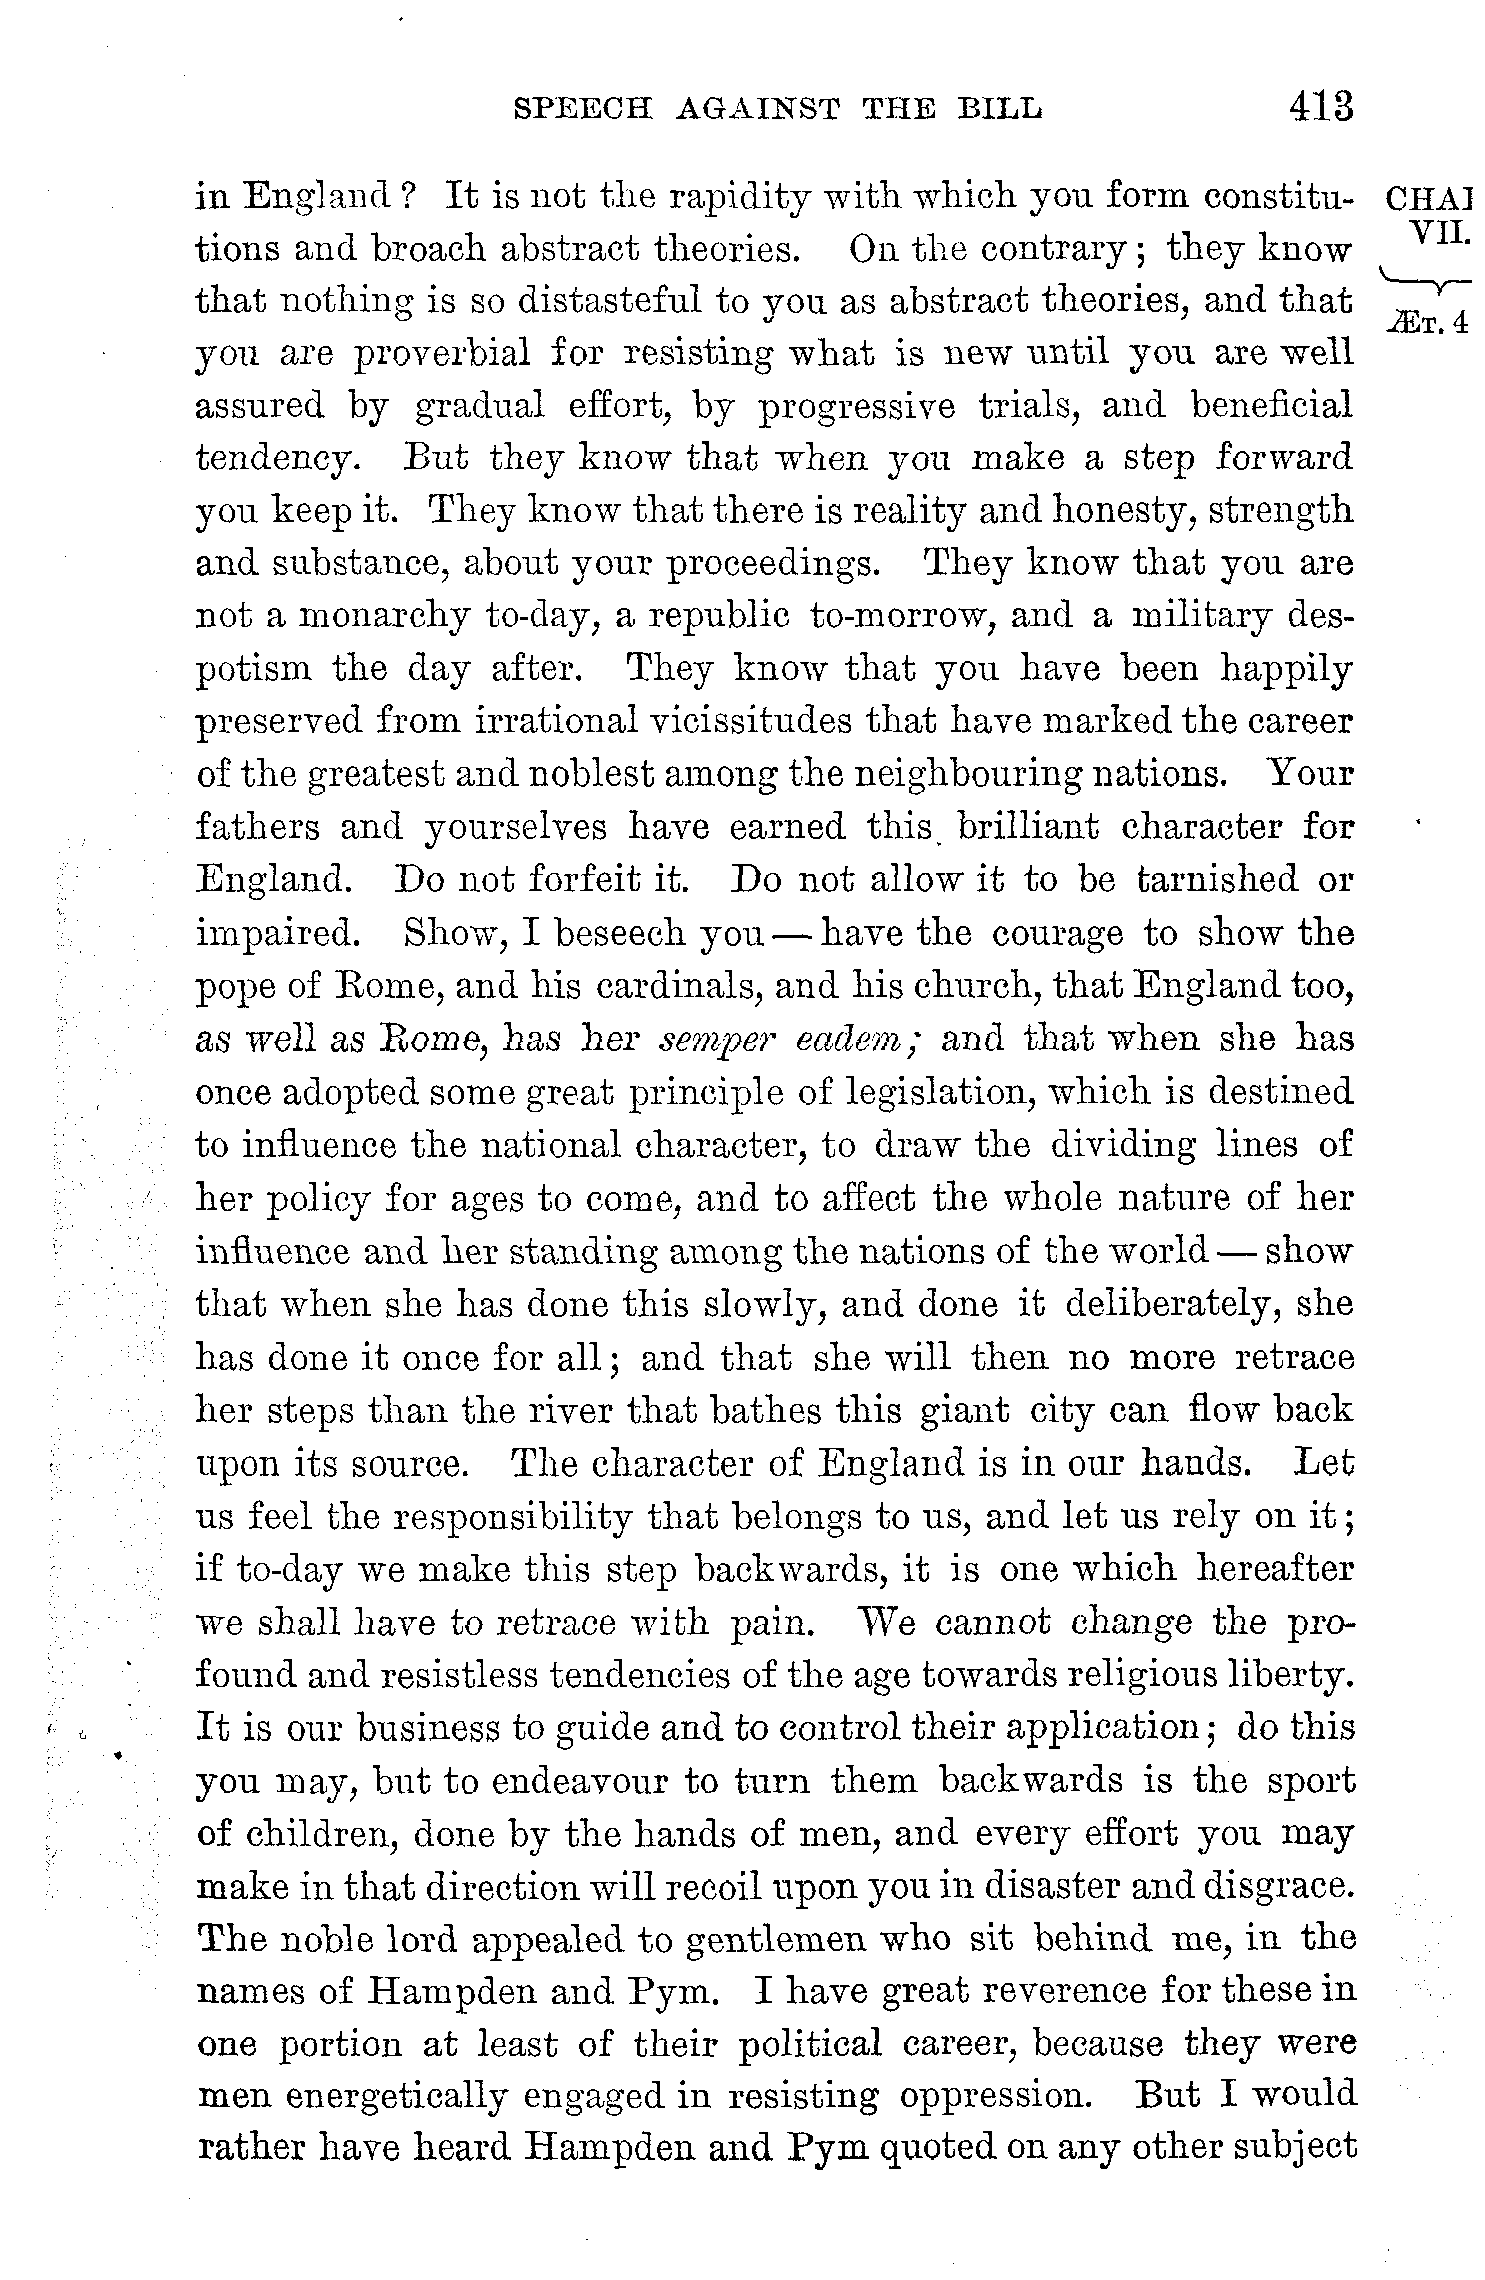 SPEECH AGAINST THE BILL 413
in England? It is not the rapidity with which you form constitu-
tions and broach abstract theories. On the contrary; they know
that nothing is so distasteful to you as abstract theories, and that
you are proverbial for resisting what is new until you are well
assured by gradual effort, by progressive trials, and beneficial
tendency. But they know that when you make a step forward
you keep it. They know that there is reality and honesty, strength
and substance, about your proceedings. They know that you are
not a monarchy to-day, a republic to-morrow, and a military des-
potism the day after. They know that you have been happily
preserved from irrational vicissitudes that have marked the career
of the greatest and noblest among the neighbouring nations. Your
fathers and yourselves have earned this brilliant character for
England. Do not forfeit it. Do not allow it to be tarnished or
impaired. Show, I beseech you — have the courage to show the
pope of Rome, and his cardinals, and his church, that England too,
as well as Rome, has her semper eadem; and that when she has
once adopted some great principle of legislation, which is destined
to influence the national character, to draw the dividing lines of
her policy for ages to come, and to affect the whole nature of her
influence and her standing among the nations of the world — show
that when she has done this slowly, and done it deliberately, she
has done it once for all; and that she will then no more retrace
her steps than the river that bathes this giant city can flow back
upon its source. The character of England is in our hands. Let
us feel the responsibility that belongs to us, and let us rely on it;
if to-day we make this step backwards, it is one which hereafter
we shall have to retrace with pain. We cannot change the pro-
found and resistless tendencies of the age towards religious liberty.
It is our business to guide and to control their application; do this
you may, but to endeavour to turn them backwards is the sport
of children, done by the hands of men, and every effort you may
make in that direction will recoil upon you in disaster and disgrace.
The noble lord appealed to gentlemen who sit behind me, in the
names of Hampden and Pym. I have great reverence for these in
one portion at least of their political career, because they were
men energetically engaged in resisting oppression. But I would
rather have heard Hampden and Pym quoted on any other subject
CHA
VII.
ÆT. 4